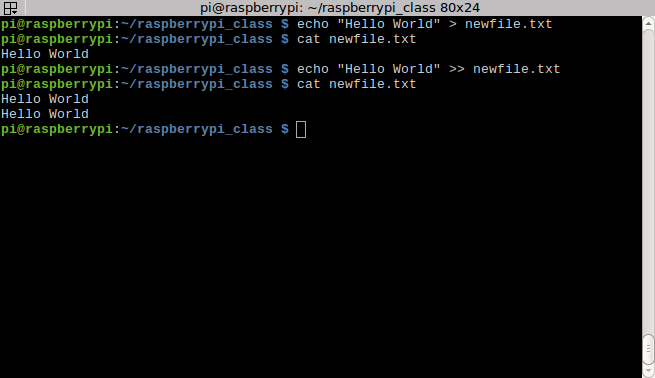 pi@raspberrypi: ~/raspberrypi_class 80x24
pi@raspberrypi:~/raspberrypi_class $ echo "Hello World" > newfile.txt
pi@raspberrypi:~/raspberrypi_class $ cat newfile.txt
Hello World
pi@raspberrypi:~/raspberrypi_class $ echo "Hello World" >> newfile.txt
pi@raspberrypi:~/raspberrypi_class $ cat newfile.txt
Hello World
Hello World
pi@raspberrypi:~/raspberrypi_class $